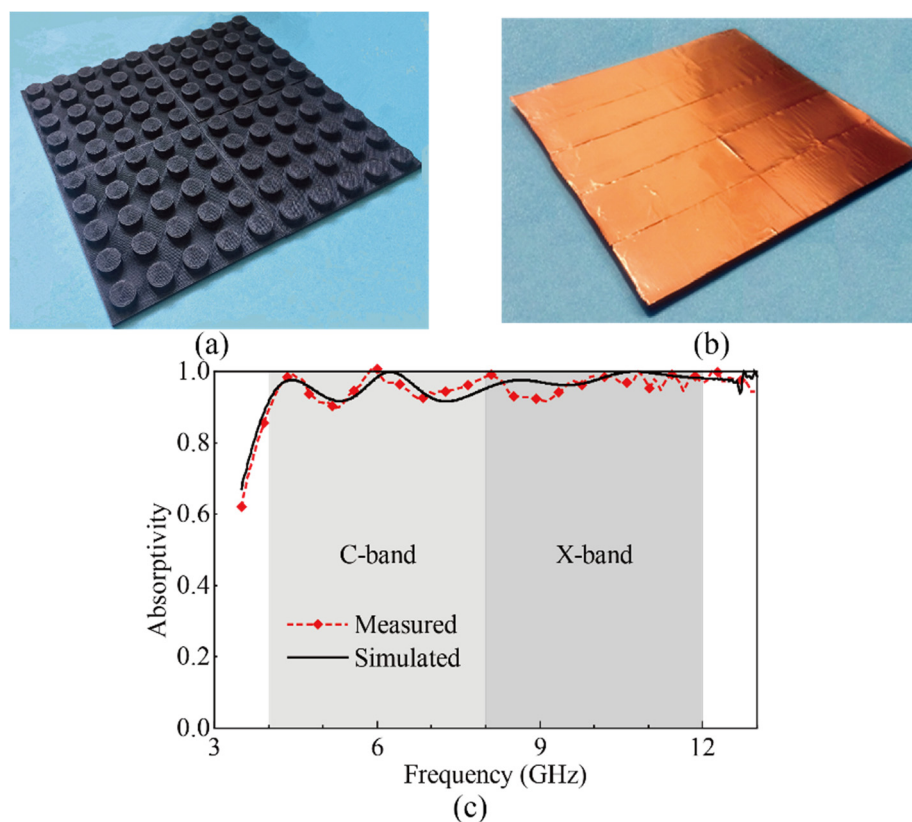 (a)
(b)
1.0
0.8
0.6
0.4
0.2
0.0
Absorptivity
C-band
X-band
Measured
Simulated
3
6
9
12
Frequency (GHz)
(c)